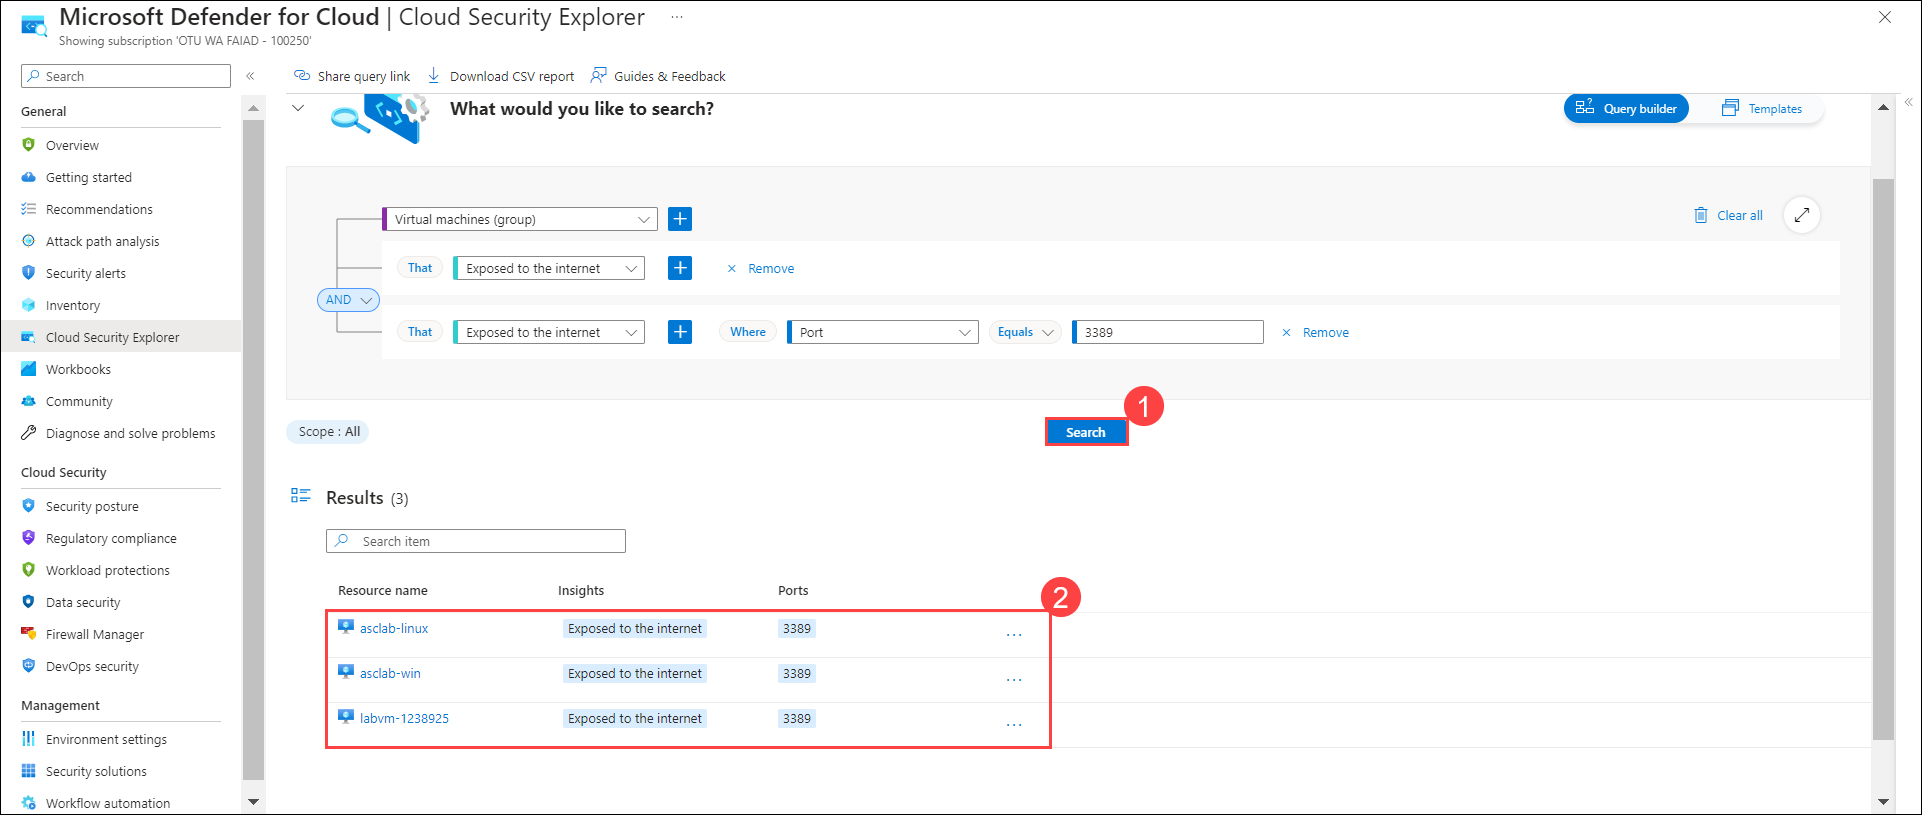 Microsoft Defender for Cloud | Cloud Security Explorer ...
Showing subscription 'OTU WA FAIAD - 100250'
Search
«
General
Overview
Getting started
Recommendations
Attack path analysis
Security alerts
Inventory
Cloud Security Explorer
Workbooks
Community
Diagnose and solve problems
Cloud Security
Security posture
Regulatory compliance
Workload protections
Data security
Firewall Manager
DevOps security
Management
Environment settings
Security solutions
Workflow automation
Share query link Download CSV report Guides & Feedback
What would you like to search?
Query builder Templates
«
Virtual machines (group) +
Clear all
That Exposed to the internet + × Remove
AND
That Exposed to the internet + Where Port Equals 3389 × Remove
1
Scope : All
Search
Results (3)
Search item
Resource name Insights Ports
2
asclab-linux Exposed to the internet 3389 ...
asclab-win Exposed to the internet 3389 ...
labvm-1238925 Exposed to the internet 3389 ...